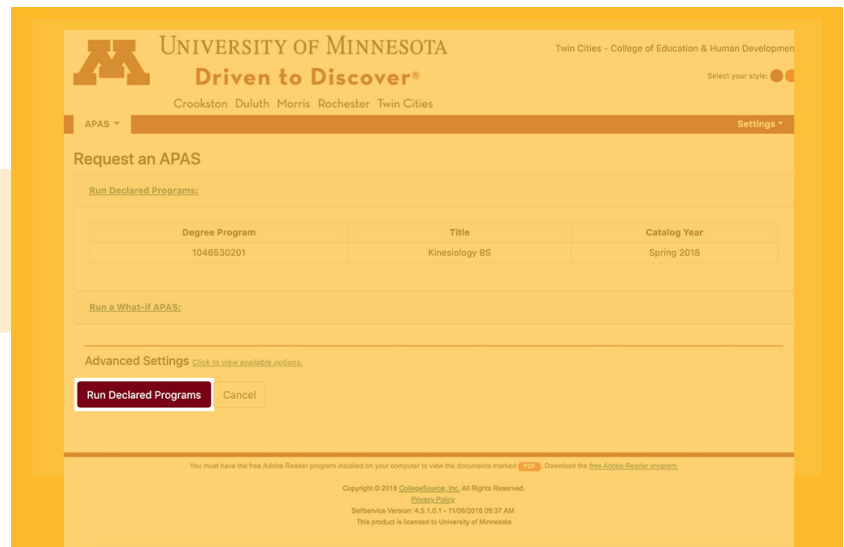 UNIVERSITY OF MINNESOTA
Driven to Discover®
Crookston Duluth Morris Rochester Twin Cities
Twin Cities - College of Education & Human Developmen
Select your style:
APAS
Settings
Request an APAS
Run Declared Programs:
Degree Program Title Catalog Year
1046530201 Kinesiology BS Spring 2018
Run a What-if APAS:
Advanced Settings Click to view available options.
Run Declared Programs Cancel
You must have the free Adobe Reader program installed on your computer to view the documents marked PDF. Download the free Adobe Reader program.
Copyright © 2018 CollegeSource, Inc. All Rights Reserved.
Privacy Policy
Selfservice Version: 4.5.1.0.1 - 11/06/2018 09:37 AM
This product is licensed to University of Minnesota